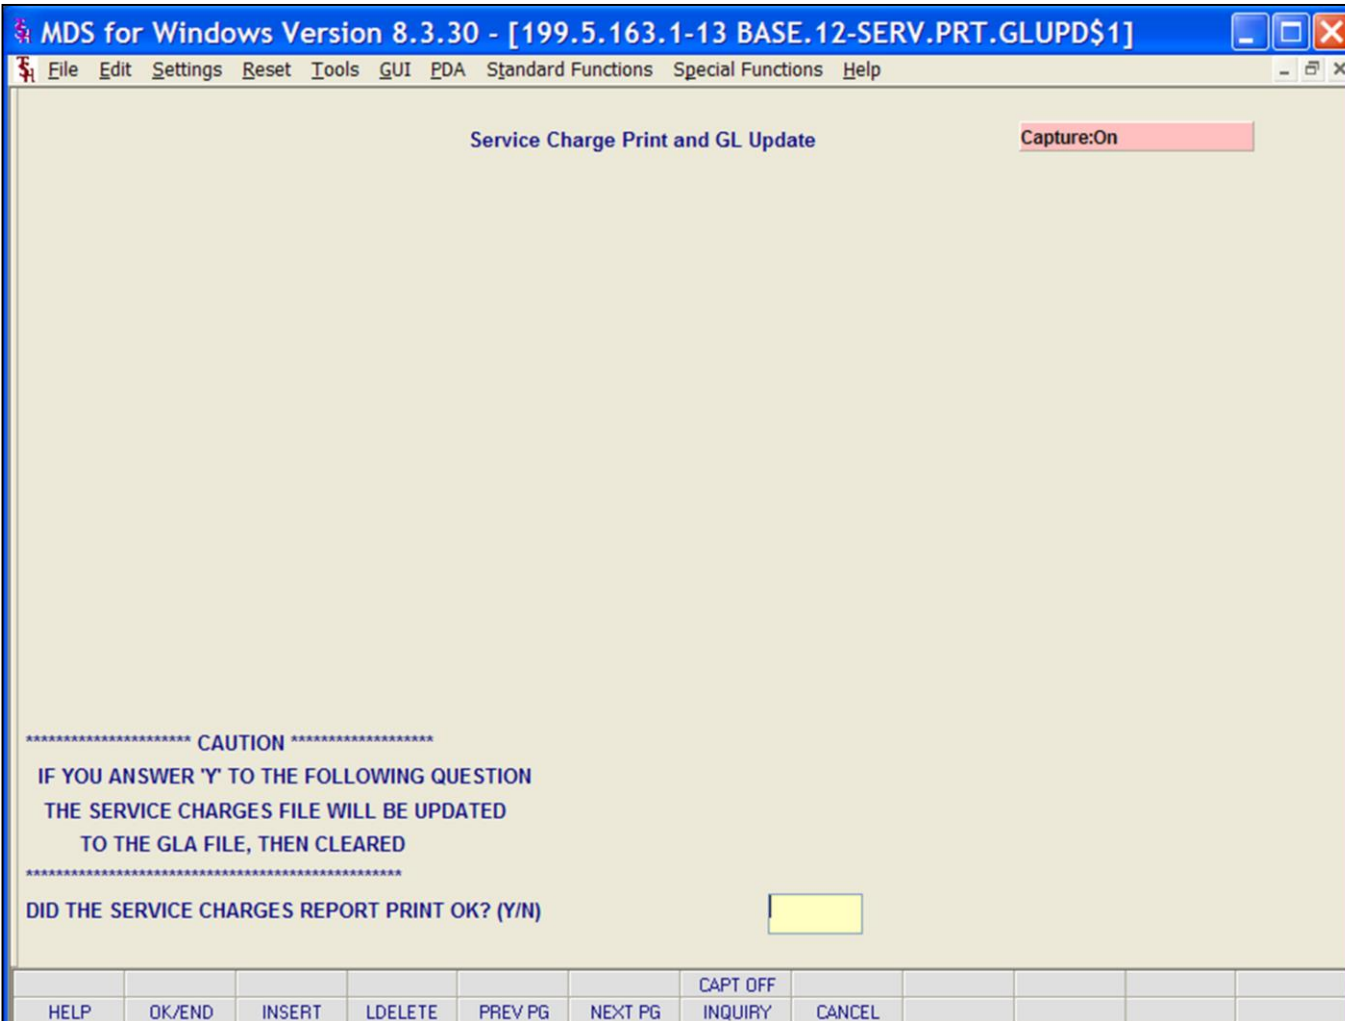 MDS for Windows Version 8.3.30 - [199.5.163.1-13 BASE.12-SERV.PRT.GLUPD$1]
File Edit Settings Reset Tools GUI PDA Standard Functions Special Functions Help
Service Charge Print and GL Update
Capture:On
********************** CAUTION *******************
IF YOU ANSWER 'Y' TO THE FOLLOWING QUESTION
THE SERVICE CHARGES FILE WILL BE UPDATED
TO THE GLA FILE, THEN CLEARED
**************************************************
DID THE SERVICE CHARGES REPORT PRINT OK? (Y/N)
CAPT OFF
HELP OK/END INSERT LDELETE PREV PG NEXT PG INQUIRY CANCEL